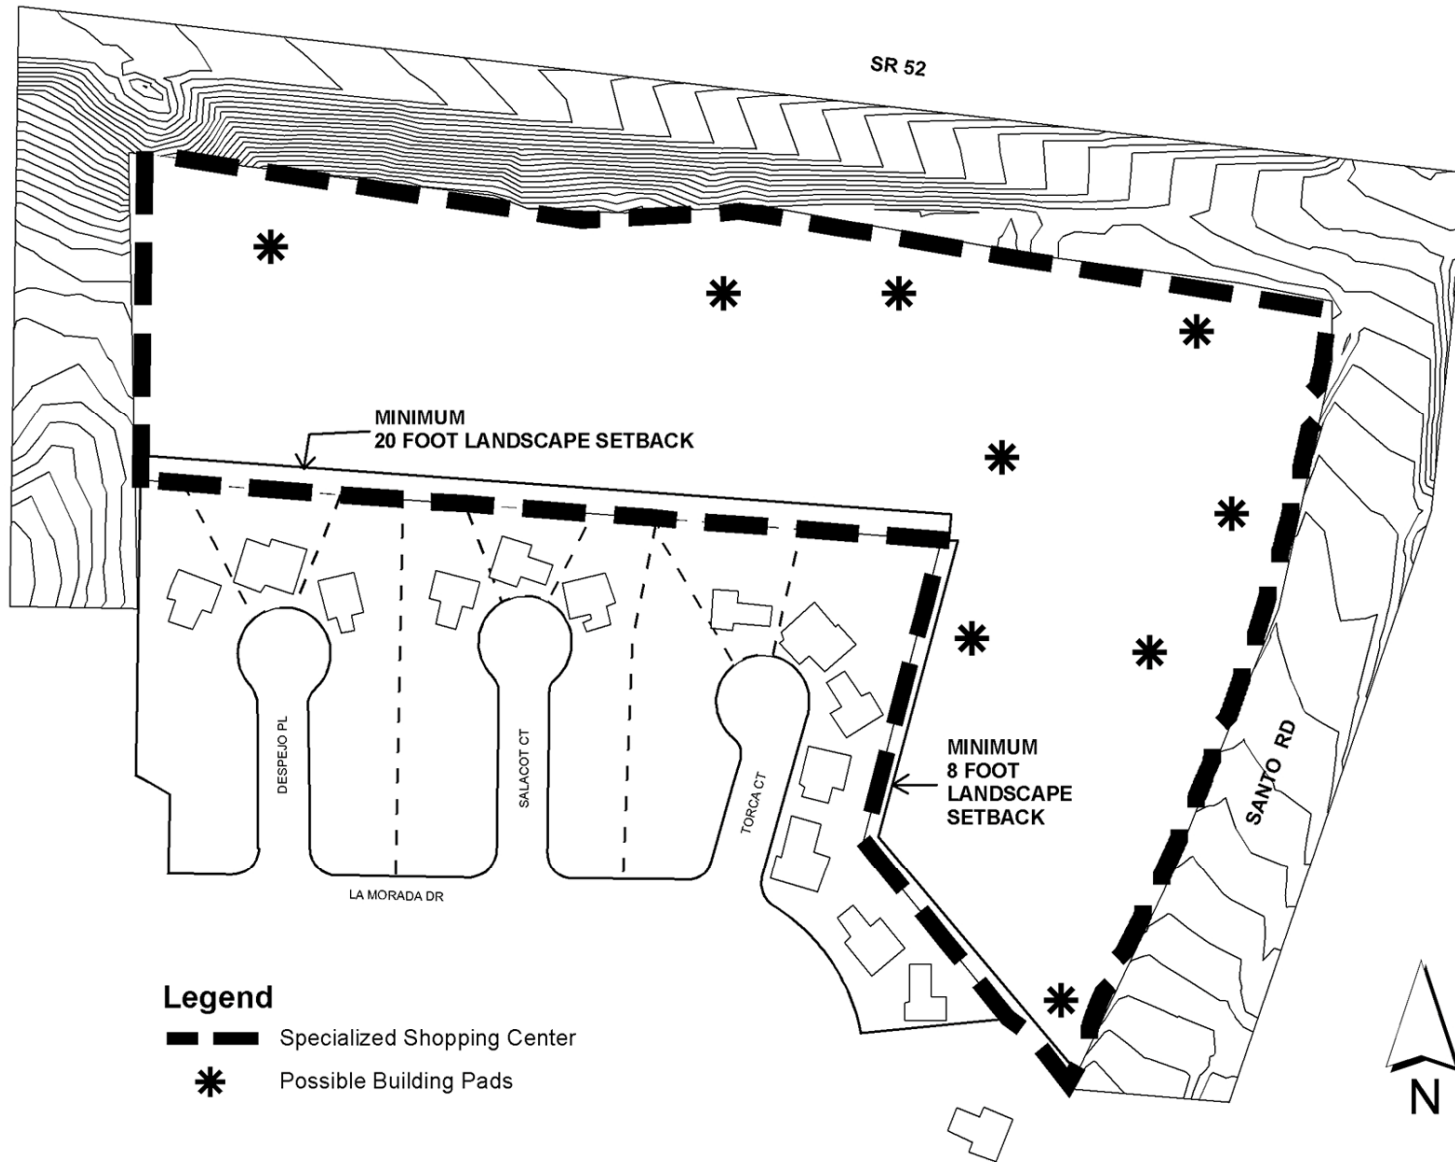 SR 52
MINIMUM
20 FOOT LANDSCAPE SETBACK
MINIMUM
8 FOOT
LANDSCAPE
SETBACK
SANTO RD
DESPEJO PL
SALACOT CT
TORCA CT
LA MORADA DR
Legend
Specialized Shopping Center
Possible Building Pads
N